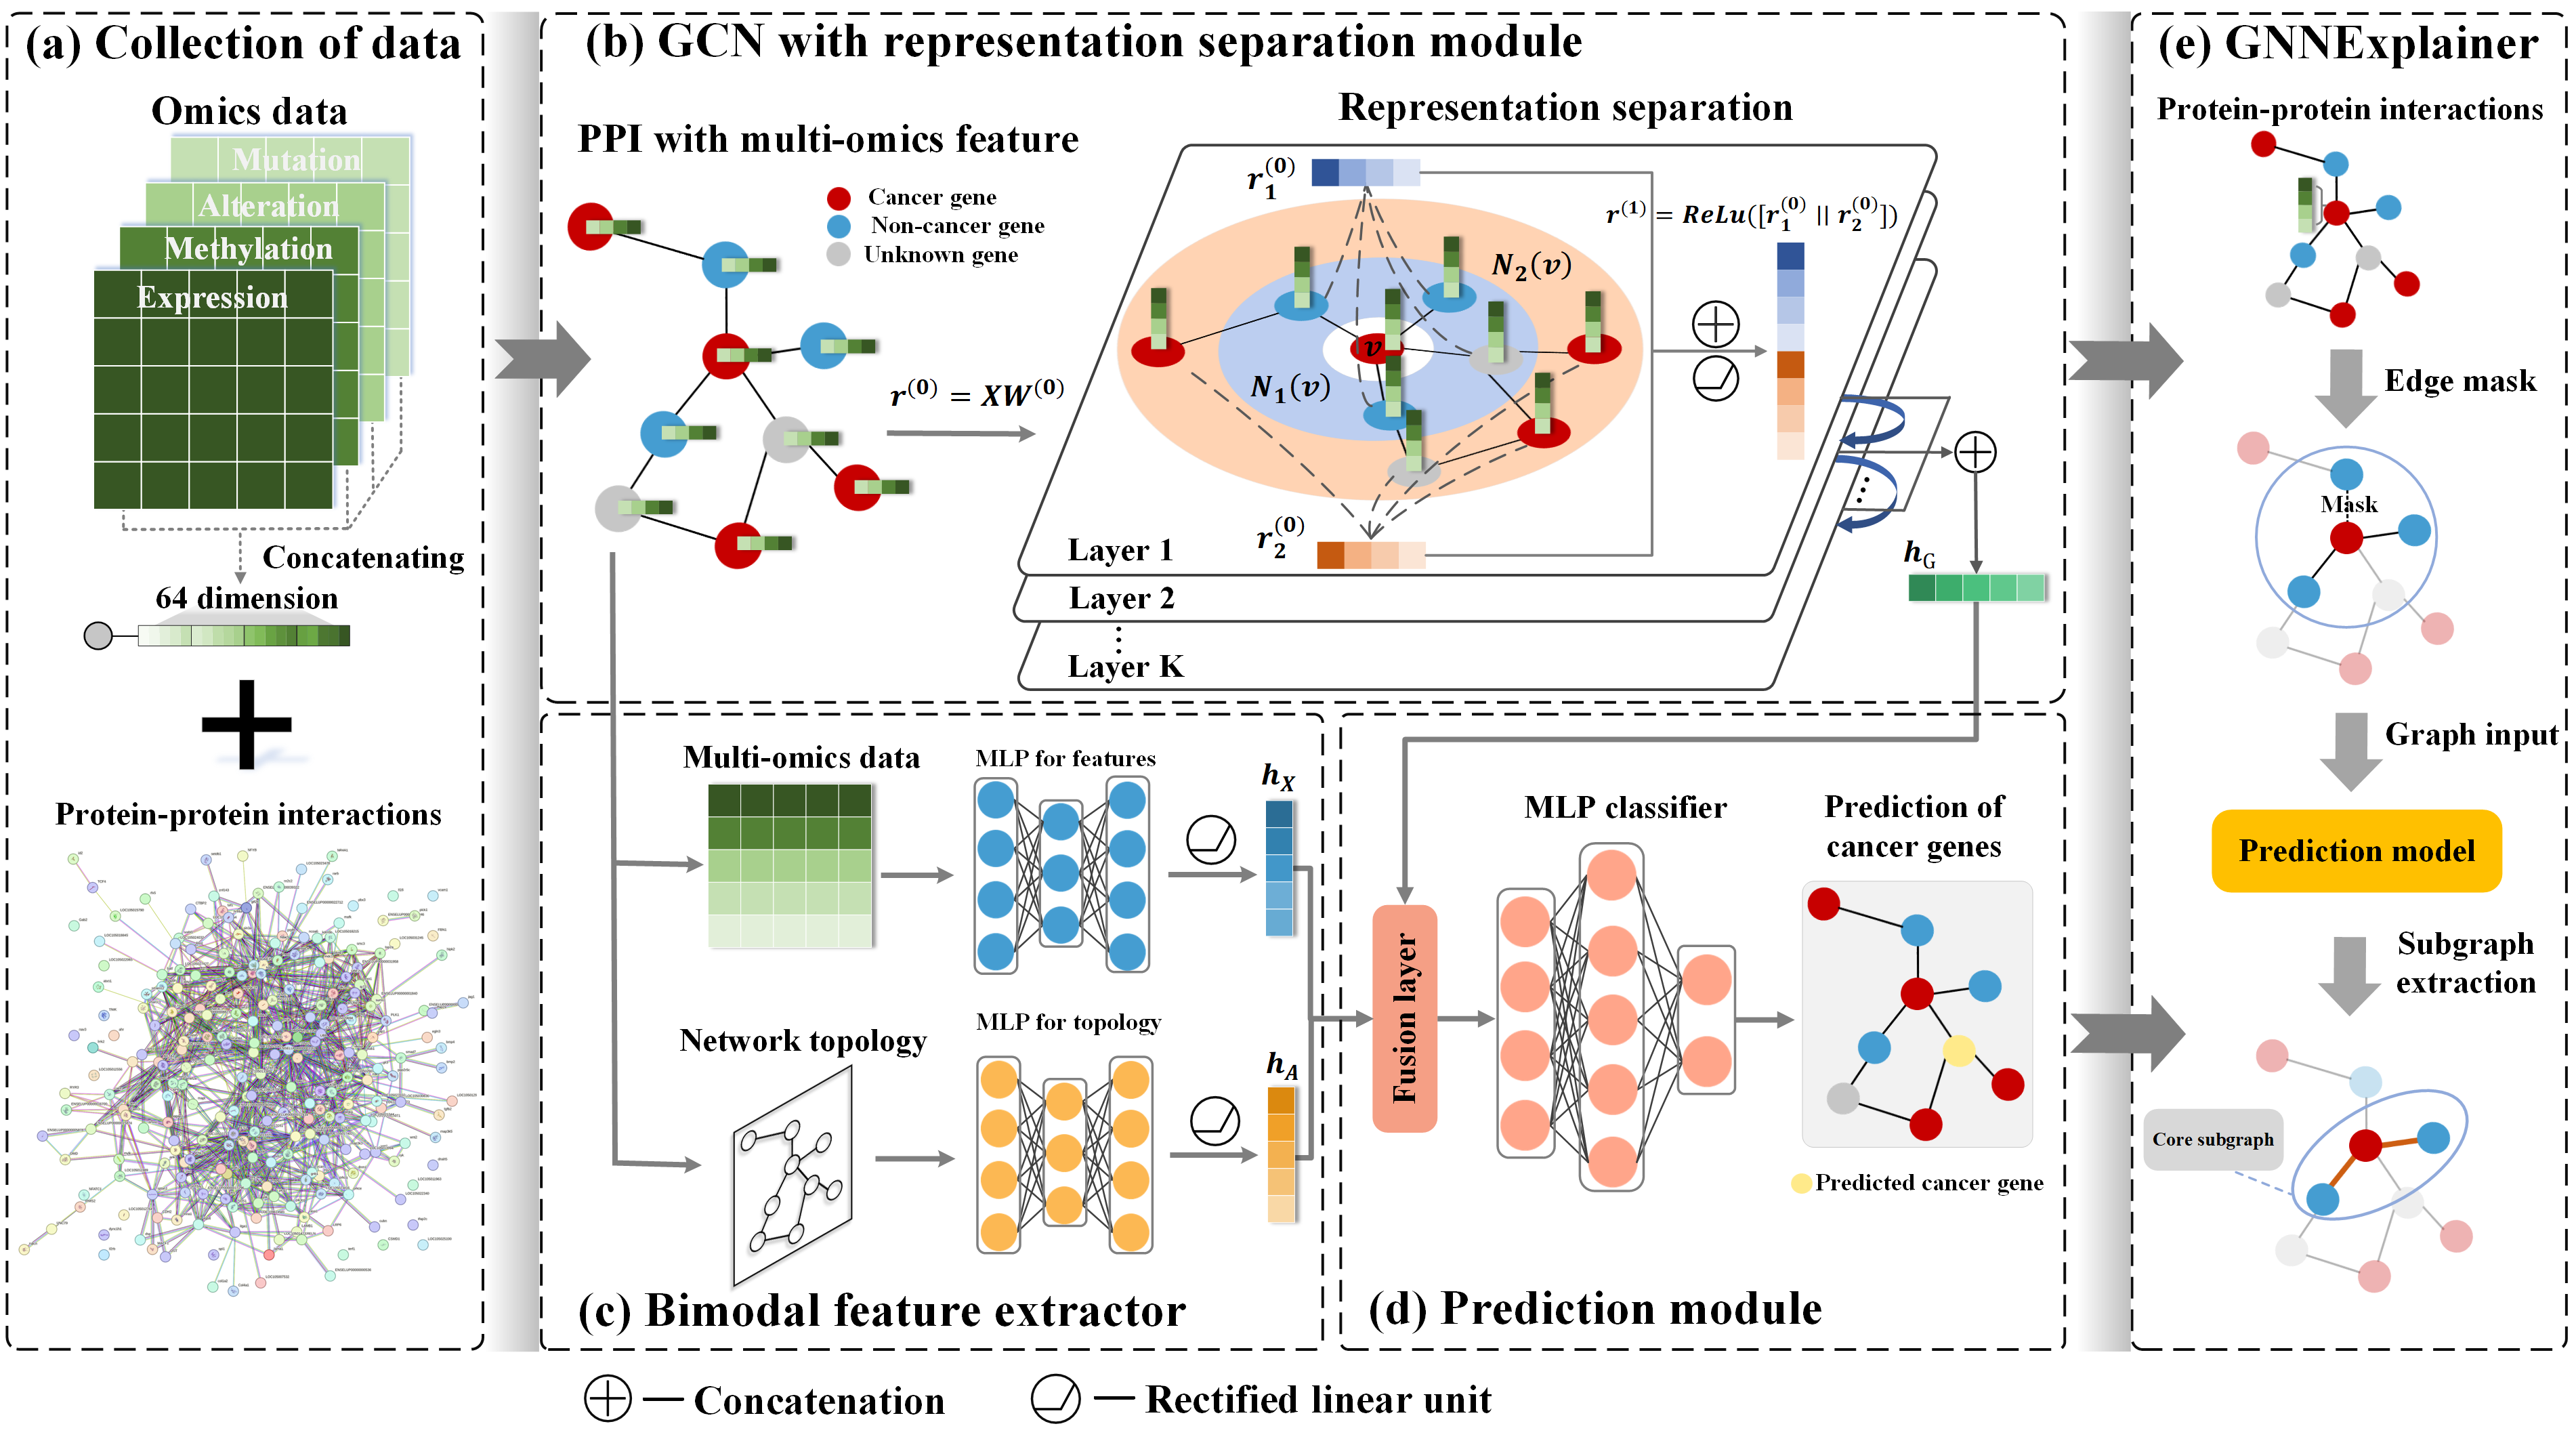 (a) Collection of data
Omics data
Mutation
Alteration
Methylation
Expression
Concatenating
64 dimension
Protein-protein interactions
(b) GCN with representation separation module
PPI with multi-omics feature
Cancer gene
Non-cancer gene
Unknown gene
r^(0) = XW^(0)
Representation separation
r_1^(0)
r^(1) = ReLu([r_1^(0) || r_2^(0)])
N_2(v)
v
N_1(v)
r_2^(0)
Layer 1
Layer 2
Layer K
h_G
Multi-omics data
MLP for features
h_X
Network topology
MLP for topology
h_A
(c) Bimodal feature extractor
Fusion layer
MLP classifier
Prediction of
cancer genes
Predicted cancer gene
(d) Prediction module
(e) GNNExplainer
Protein-protein interactions
Edge mask
Mask
Graph input
Prediction model
Subgraph
extraction
Core subgraph
Concatenation
Rectified linear unit